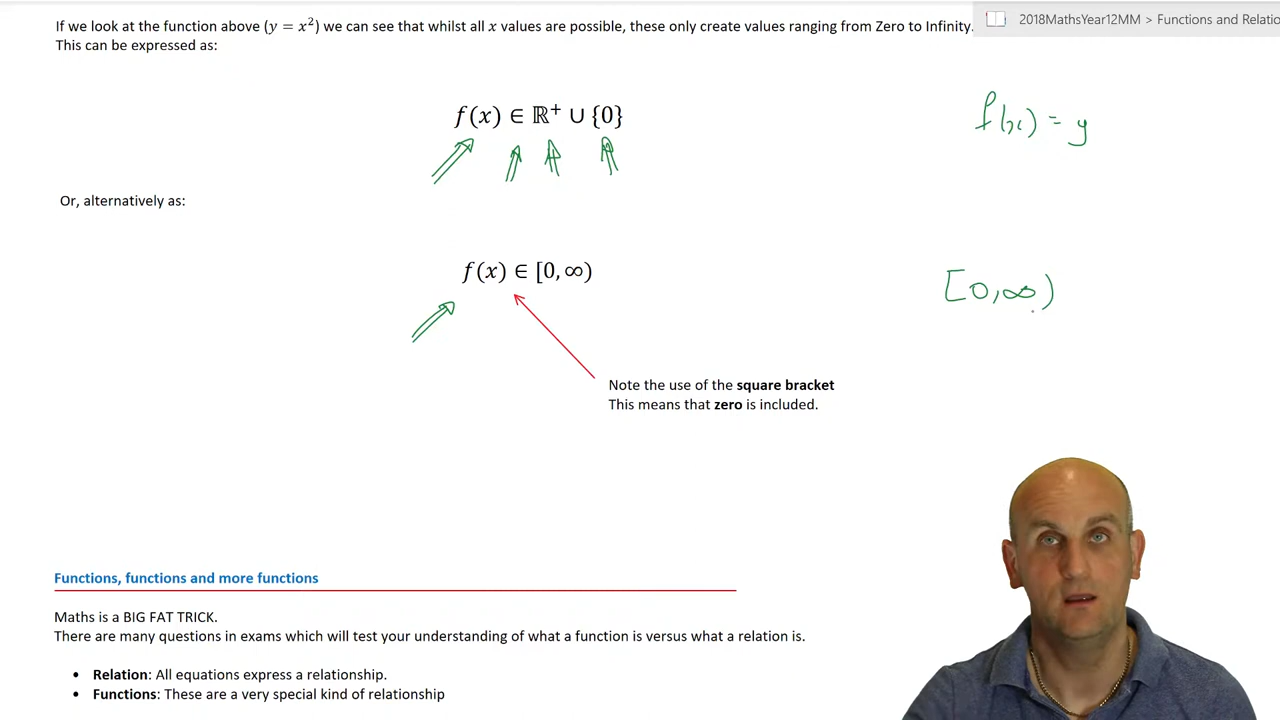 2018MathsYear12MM > Functions and Relatio
If we look at the function above (y = x²) we can see that whilst all x values are possible, these only create values ranging from Zero to Infinity.
This can be expressed as:
f(x) ∈ ℝ⁺ ∪ {0}
f(x) = y
Or, alternatively as:
f(x) ∈ [0, ∞)
[0,∞)
Note the use of the square bracket
This means that zero is included.
Functions, functions and more functions
Maths is a BIG FAT TRICK.
There are many questions in exams which will test your understanding of what a function is versus what a relation is.
• Relation: All equations express a relationship.
• Functions: These are a very special kind of relationship